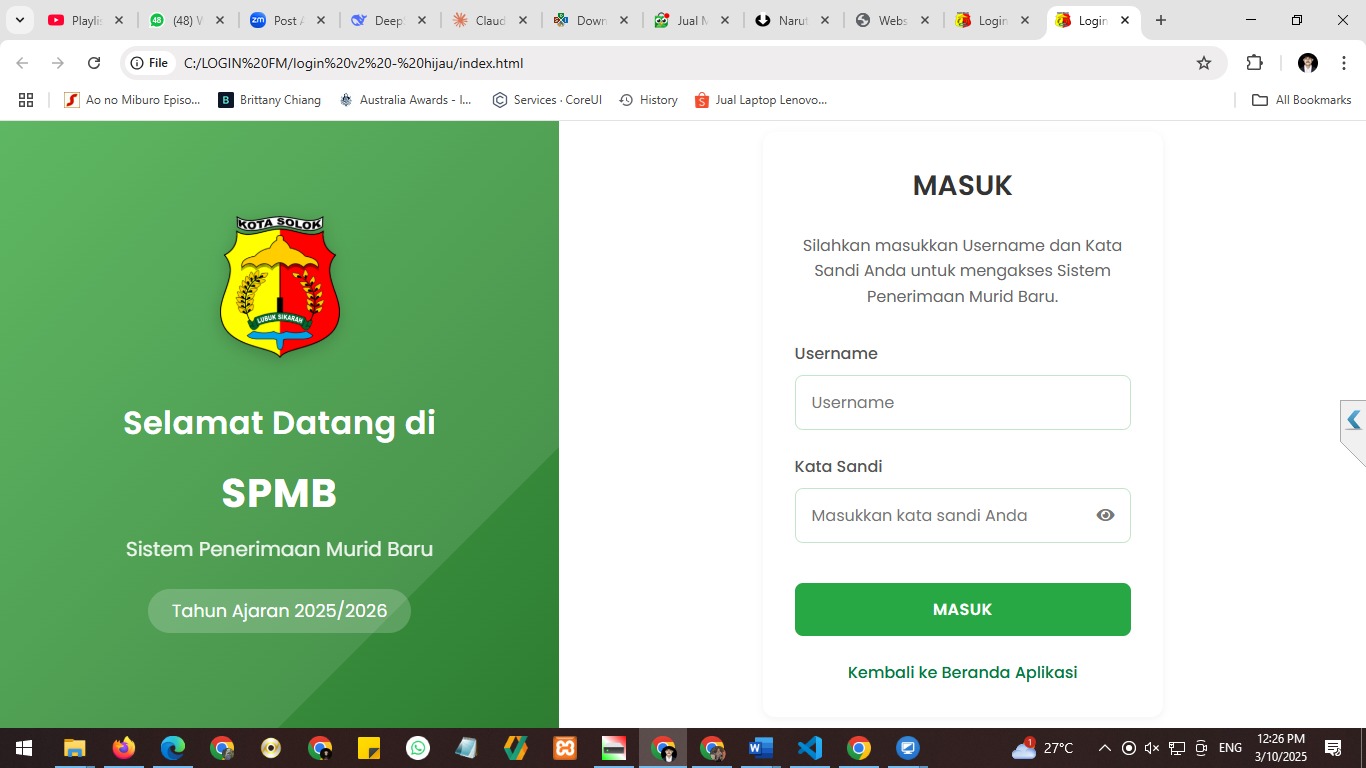 Playlis
(48) W
Post A
Deep
Claud
Down
Jual M
Narut
Webs
Login
Login
File
C:/LOGIN%20FM/login%20v2%20-%20hijau/index.html
Ao no Miburo Episo...
Brittany Chiang
Australia Awards - I...
Services · CoreUI
History
Jual Laptop Lenovo...
All Bookmarks
KOTA SOLOK
LUBUK SIKARAH
Selamat Datang di
SPMB
Sistem Penerimaan Murid Baru
Tahun Ajaran 2025/2026
MASUK
Silahkan masukkan Username dan Kata
Sandi Anda untuk mengakses Sistem
Penerimaan Murid Baru.
Username
Username
Kata Sandi
Masukkan kata sandi Anda
MASUK
Kembali ke Beranda Aplikasi
27°C
ENG
12:26 PM
3/10/2025